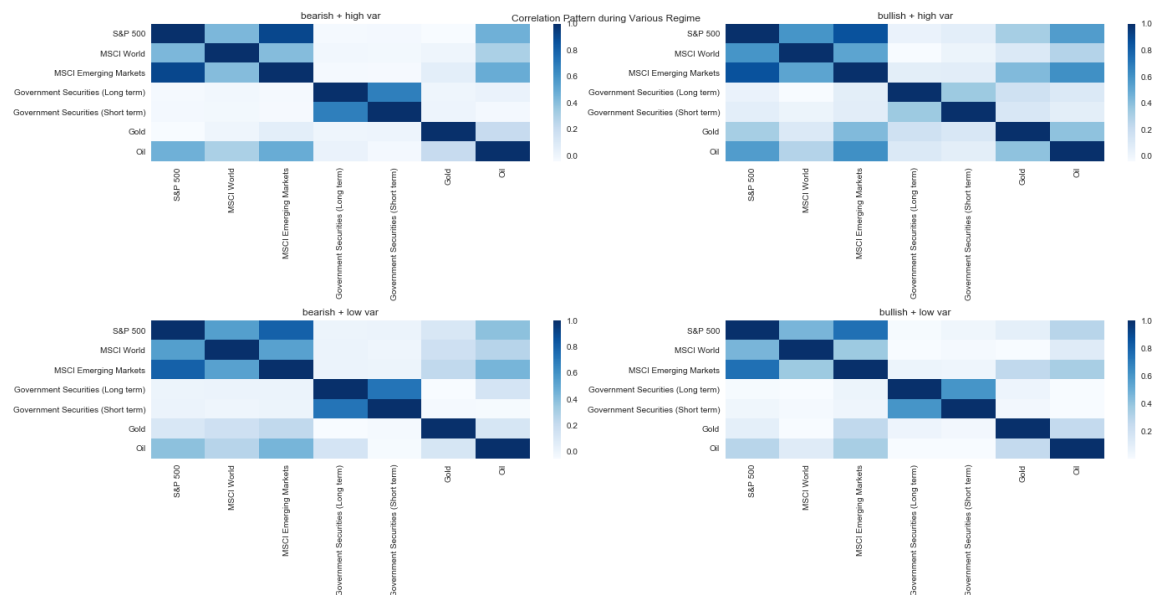 Correlation Pattern during Various Regime
bearish + high var
S&P 500
MSCI World
MSCI Emerging Markets
Government Securities (Long term)
Government Securities (Short term)
Gold
Oil
S&P 500
MSCI World
MSCI Emerging Markets
Government Securities (Long term)
Government Securities (Short term)
Gold
Oil
1.0
0.8
0.6
0.4
0.2
0.0
bullish + high var
S&P 500
MSCI World
MSCI Emerging Markets
Government Securities (Long term)
Government Securities (Short term)
Gold
Oil
S&P 500
MSCI World
MSCI Emerging Markets
Government Securities (Long term)
Government Securities (Short term)
Gold
Oil
1.0
0.8
0.6
0.4
0.2
0.0
bearish + low var
S&P 500
MSCI World
MSCI Emerging Markets
Government Securities (Long term)
Government Securities (Short term)
Gold
Oil
S&P 500
MSCI World
MSCI Emerging Markets
Government Securities (Long term)
Government Securities (Short term)
Gold
Oil
1.0
0.8
0.6
0.4
0.2
0.0
bullish + low var
S&P 500
MSCI World
MSCI Emerging Markets
Government Securities (Long term)
Government Securities (Short term)
Gold
Oil
S&P 500
MSCI World
MSCI Emerging Markets
Government Securities (Long term)
Government Securities (Short term)
Gold
Oil
1.0
0.8
0.6
0.4
0.2